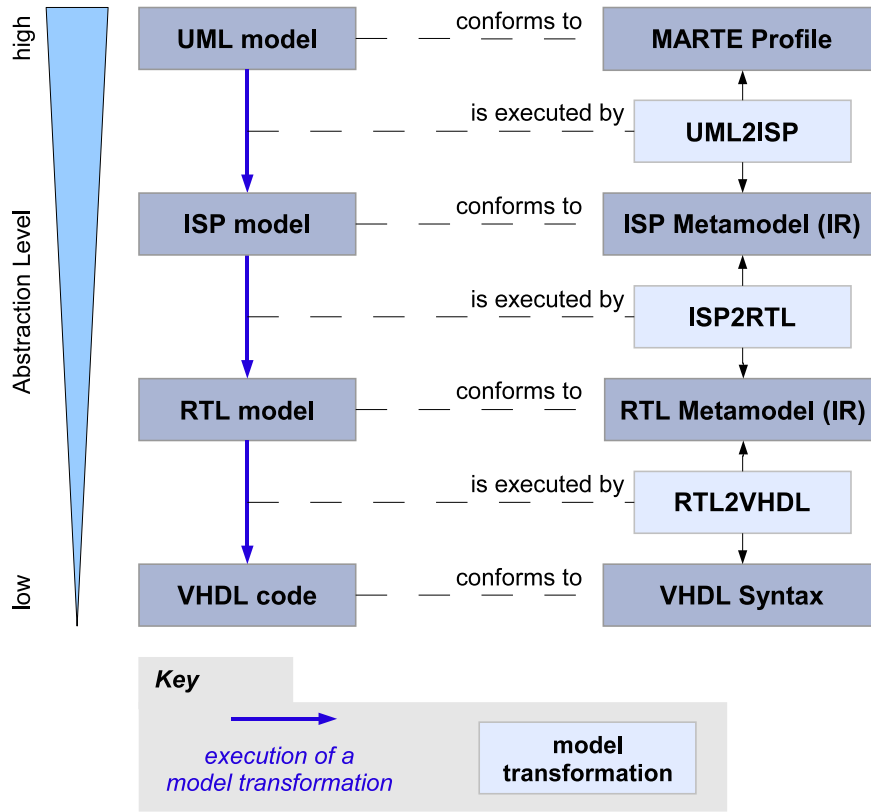 high
UML model
conforms to
MARTE Profile
is executed by
UML2ISP
Abstraction Level
ISP model
conforms to
ISP Metamodel (IR)
is executed by
ISP2RTL
RTL model
conforms to
RTL Metamodel (IR)
is executed by
RTL2VHDL
low
VHDL code
conforms to
VHDL Syntax
Key
execution of a
model transformation
model
transformation